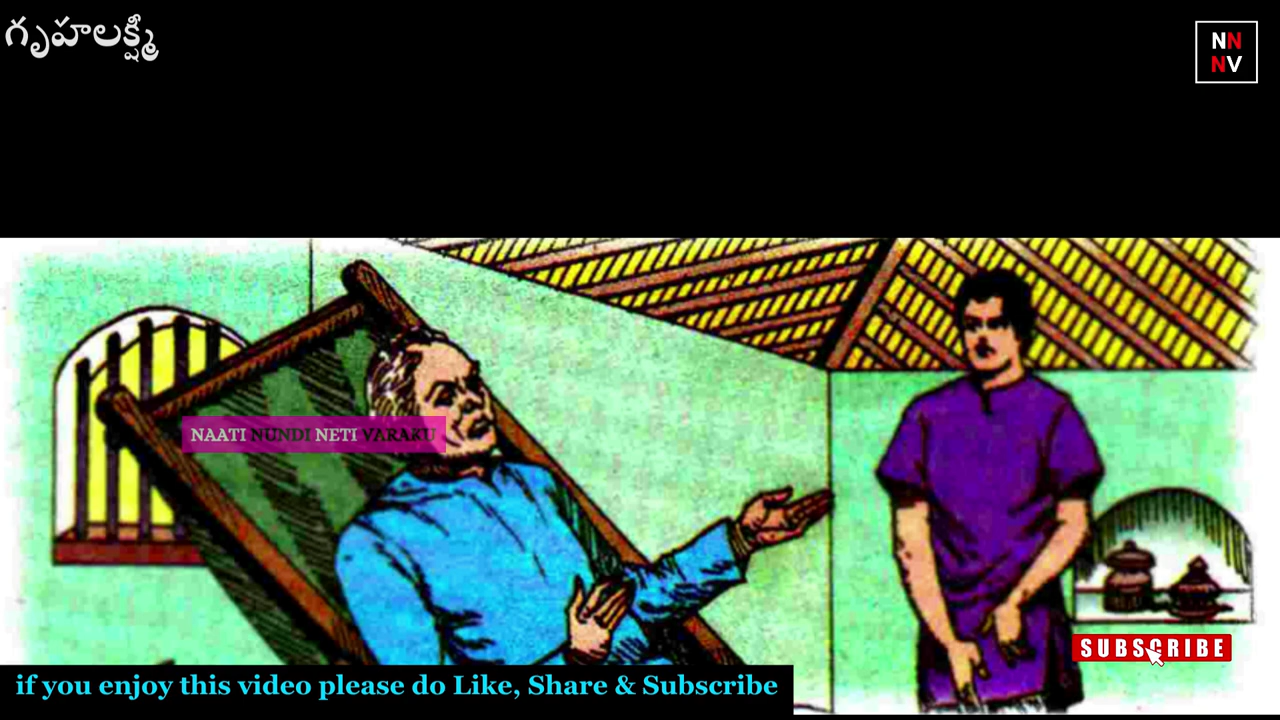 గృహలక్ష్మి
NN
NV
NAATI NUNDI NETI VARAKU
SUBSCRIBE
if you enjoy this video please do Like, Share & Subscribe